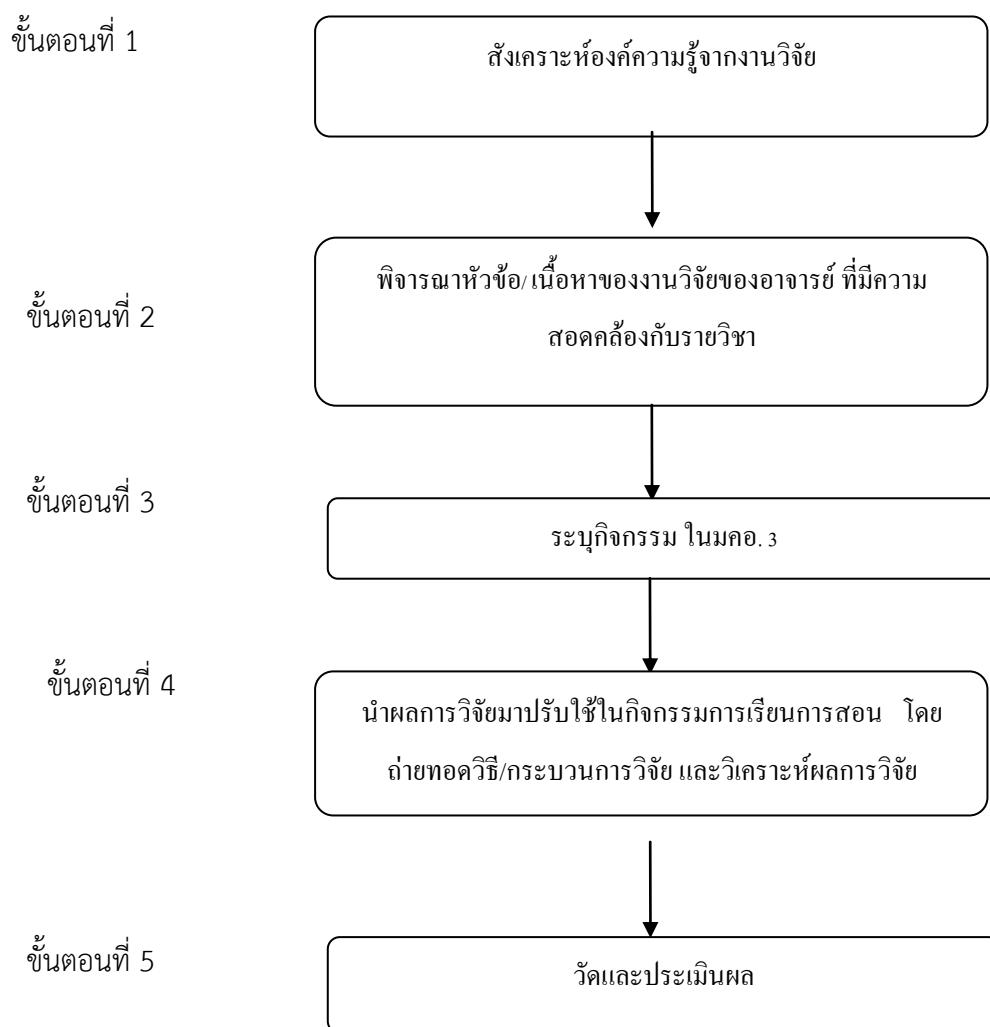 ขั้นตอนที่ 1
สังเคราะห์องค์ความรู้จากงานวิจัย
ขั้นตอนที่ 2
พิจารณาหัวข้อ/เนื้อหาของงานวิจัยของอาจารย์ ที่มีความ
สอดคล้องกับรายวิชา
ขั้นตอนที่ 3
ระบุกิจกรรม ในมคอ. 3
ขั้นตอนที่ 4
นำผลการวิจัยมาปรับใช้ในกิจกรรมการเรียนการสอน โดย
ถ่ายทอดวิธี/กระบวนการวิจัย และวิเคราะห์ผลการวิจัย
ขั้นตอนที่ 5
วัดและประเมินผล